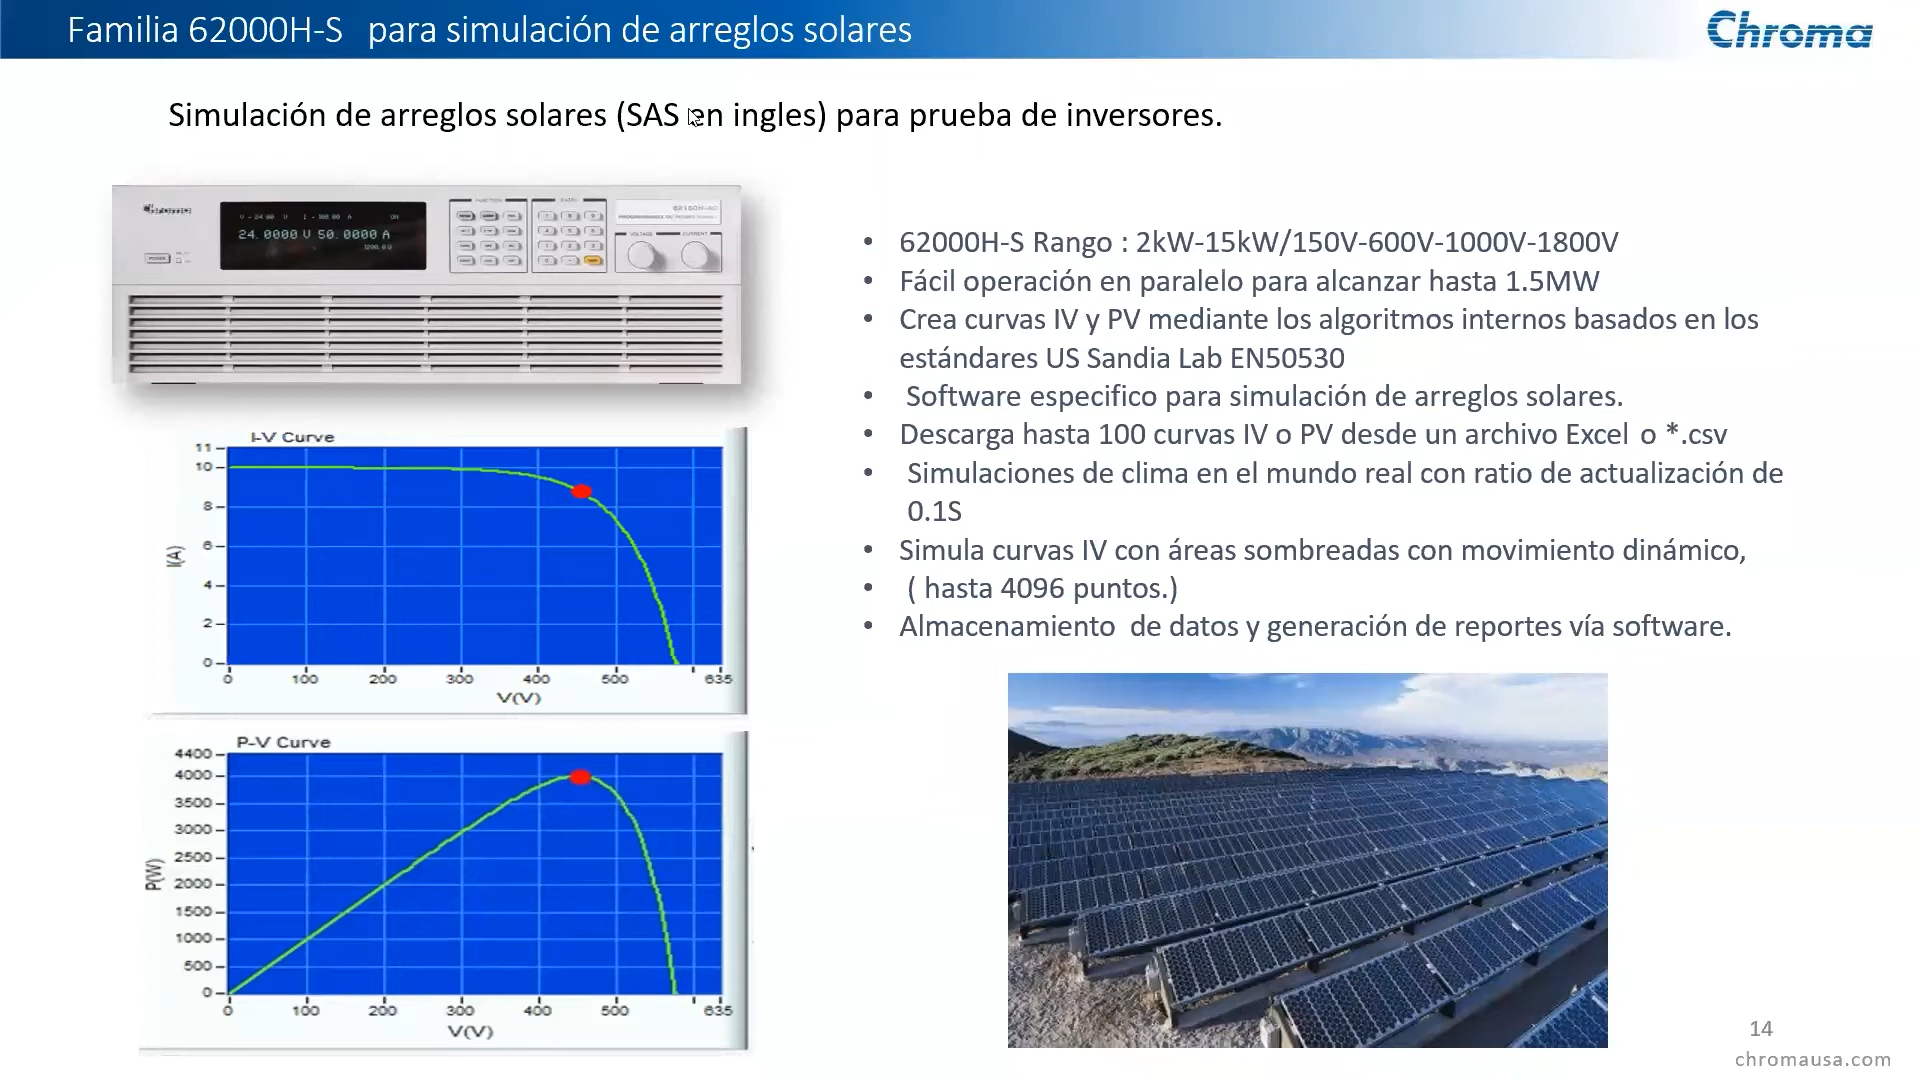 Familia 62000H-S para simulación de arreglos solares
Chroma
Simulación de arreglos solares (SAS en ingles) para prueba de inversores.
Chroma
24.0000 V 50.0000 A
POWER
FUNCTION
ENTRY
VOLTAGE
CURRENT
• 62000H-S Rango : 2kW-15kW/150V-600V-1000V-1800V
• Fácil operación en paralelo para alcanzar hasta 1.5MW
• Crea curvas IV y PV mediante los algoritmos internos basados en los
estándares US Sandia Lab EN50530
• Software especifico para simulación de arreglos solares.
• Descarga hasta 100 curvas IV o PV desde un archivo Excel o *.csv
• Simulaciones de clima en el mundo real con ratio de actualización de
0.1S
• Simula curvas IV con áreas sombreadas con movimiento dinámico,
• ( hasta 4096 puntos.)
• Almacenamiento de datos y generación de reportes vía software.
I-V Curve
11
10
8
6
4
2
0
I(A)
0 100 200 300 400 500 635
V(V)
P-V Curve
4400
4000
3500
3000
2500
2000
1500
1000
500
0
P(W)
0 100 200 300 400 500 635
V(V)
14
chromausa.com